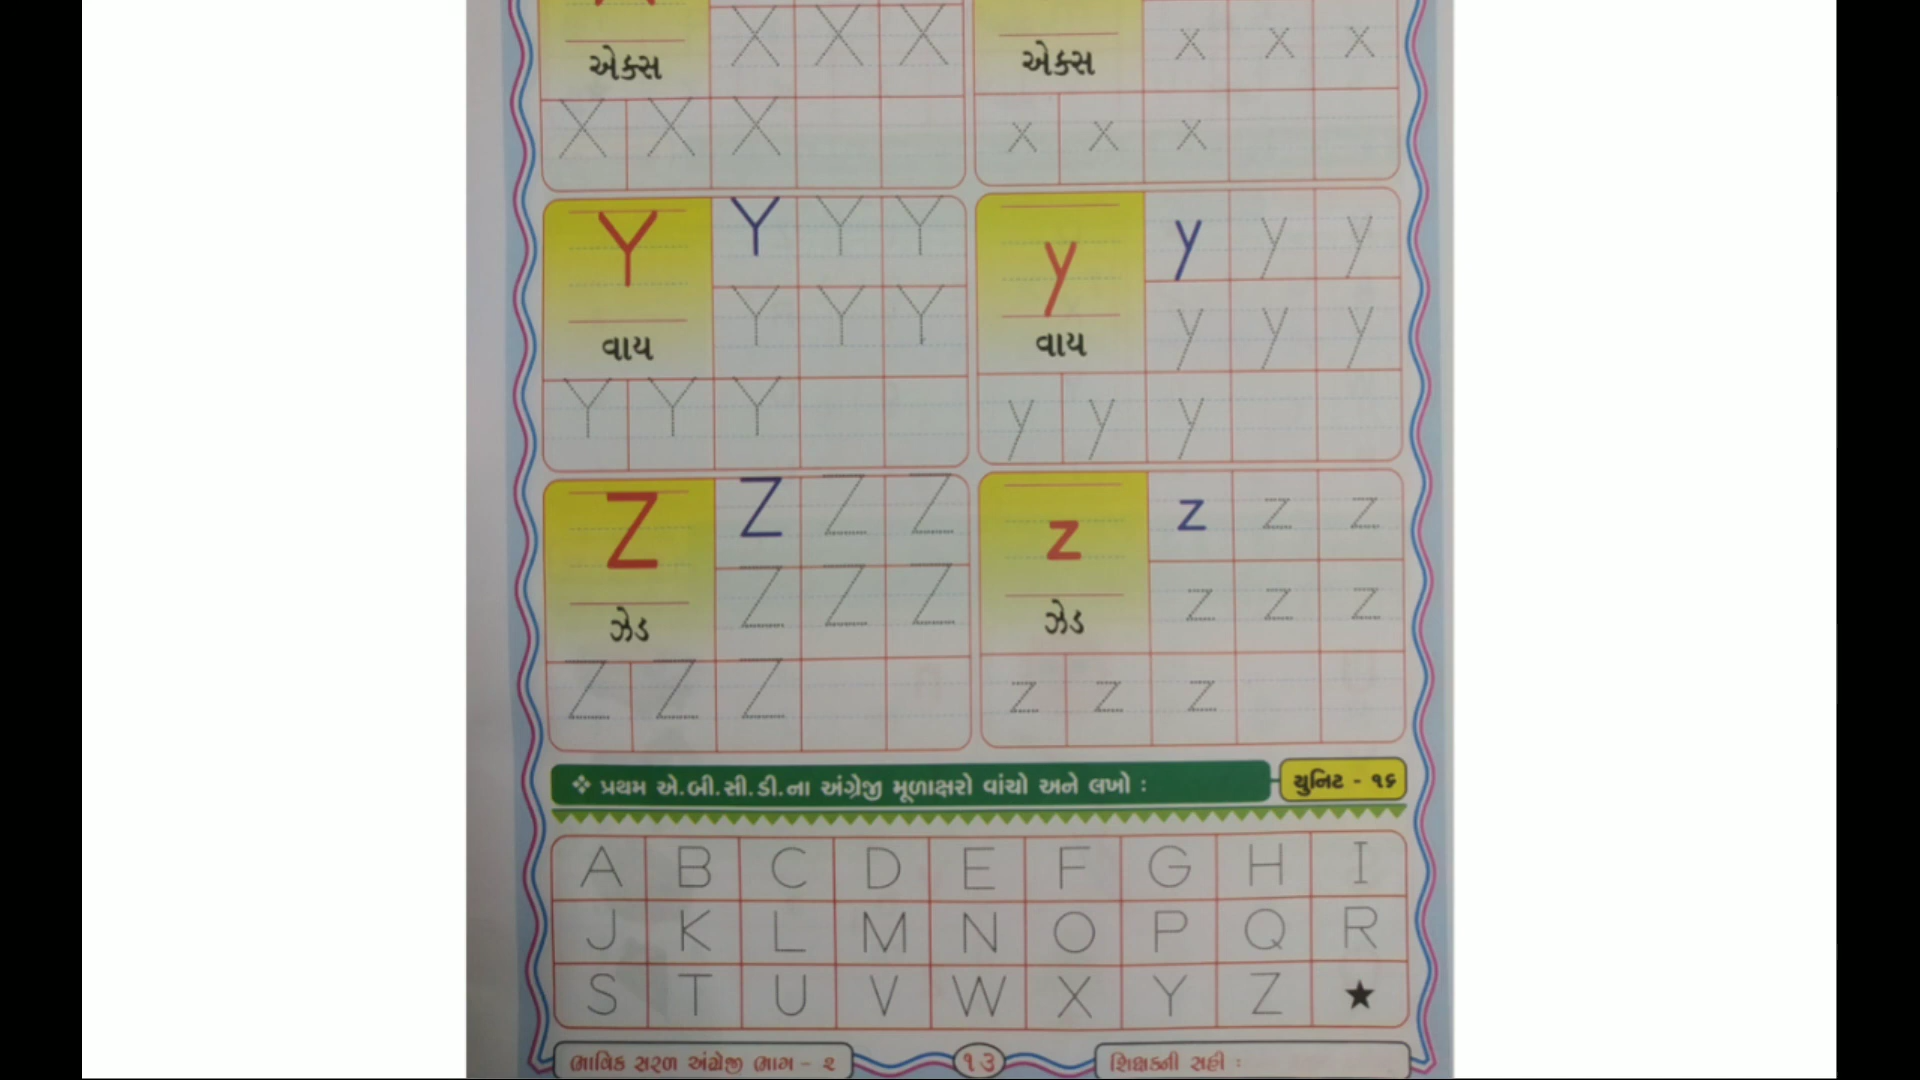 X X X
એક્સ
X X X
x x x
એક્સ
x x x
Y Y Y Y
Y Y Y
વાય
Y Y Y
y y y y
y y y
વાય
y y y
Z Z Z Z
Z Z Z
ઝેડ
Z Z Z
z z z z
z z z
ઝેડ
z z z
❖ પ્રથમ એ.બી.સી.ડી.ના અંગ્રેજી મૂળાક્ષરો વાંચો અને લખો :
યુનિટ - ૧૬
A B C D E F G H I
J K L M N O P Q R
S T U V W X Y Z ★
ભાવિક સરળ અંગ્રેજી ભાગ - ૨
૧૩
શિક્ષકની સહી :